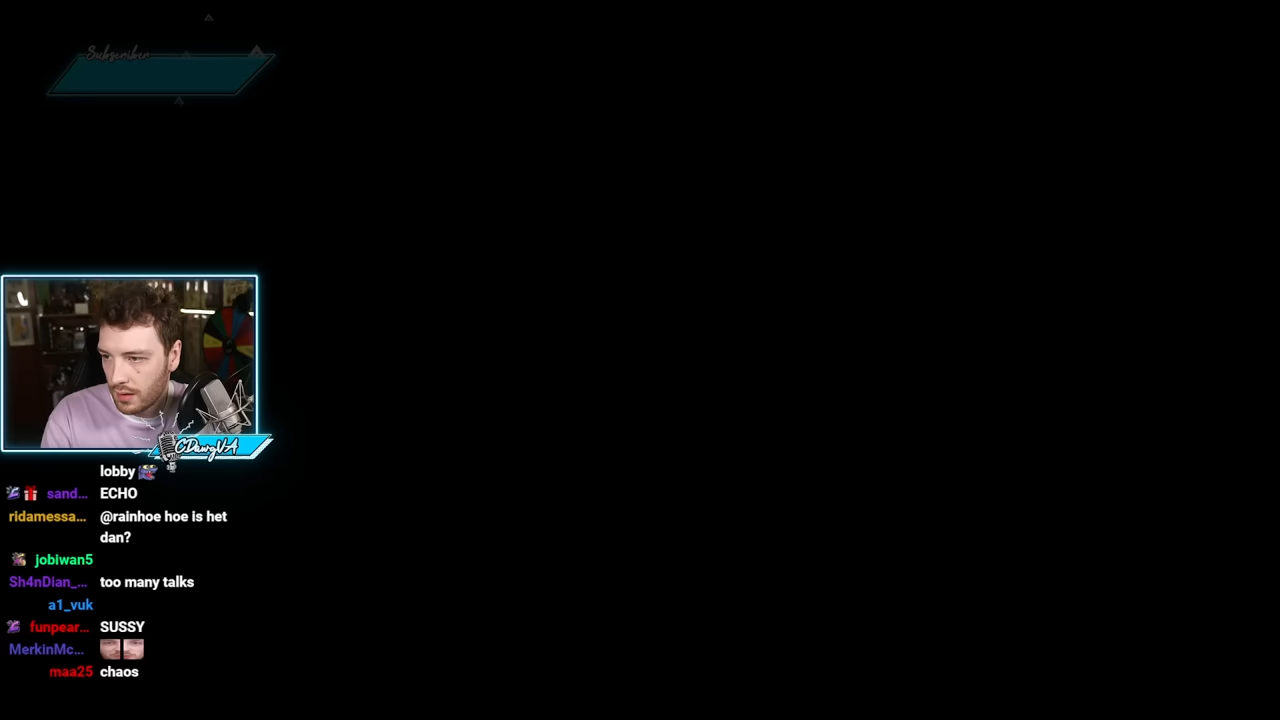 Subscriber
CDawgVA
lobby
sand... ECHO
ridamessa... @rainhoe hoe is het
dan?
jobiwan5
Sh4nDian_... too many talks
a1_vuk
funpear... SUSSY
MerkinMc...
maa25 chaos